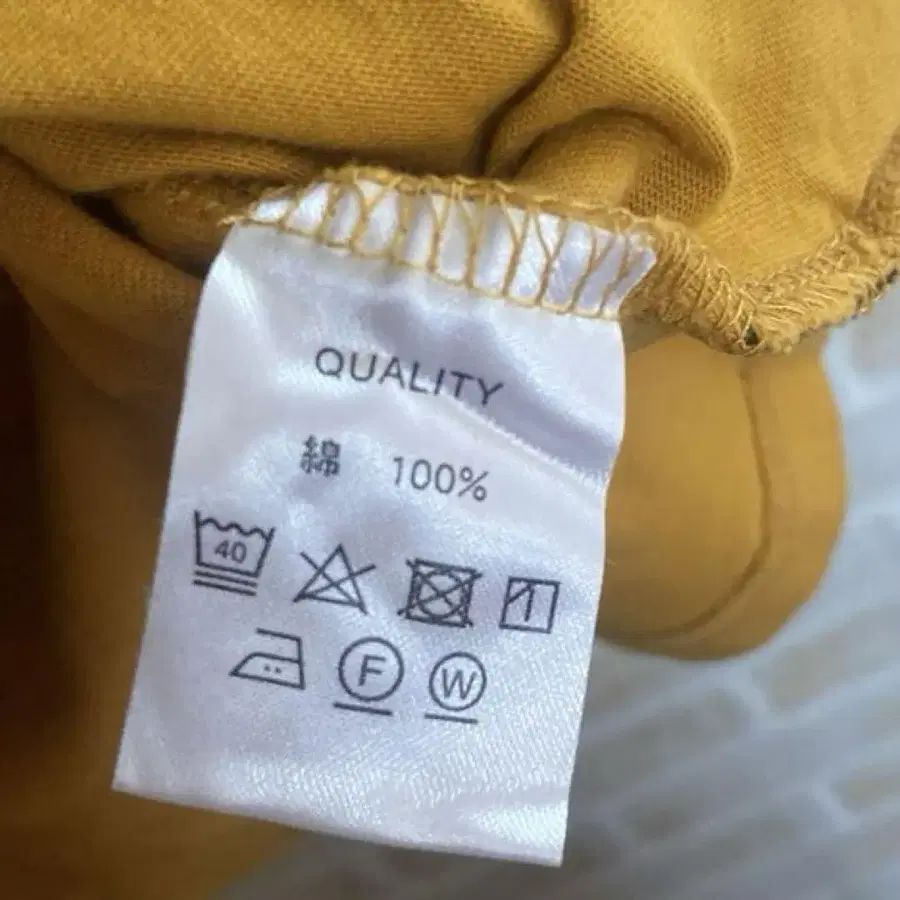 QUALITY
綿 100%
40
F W